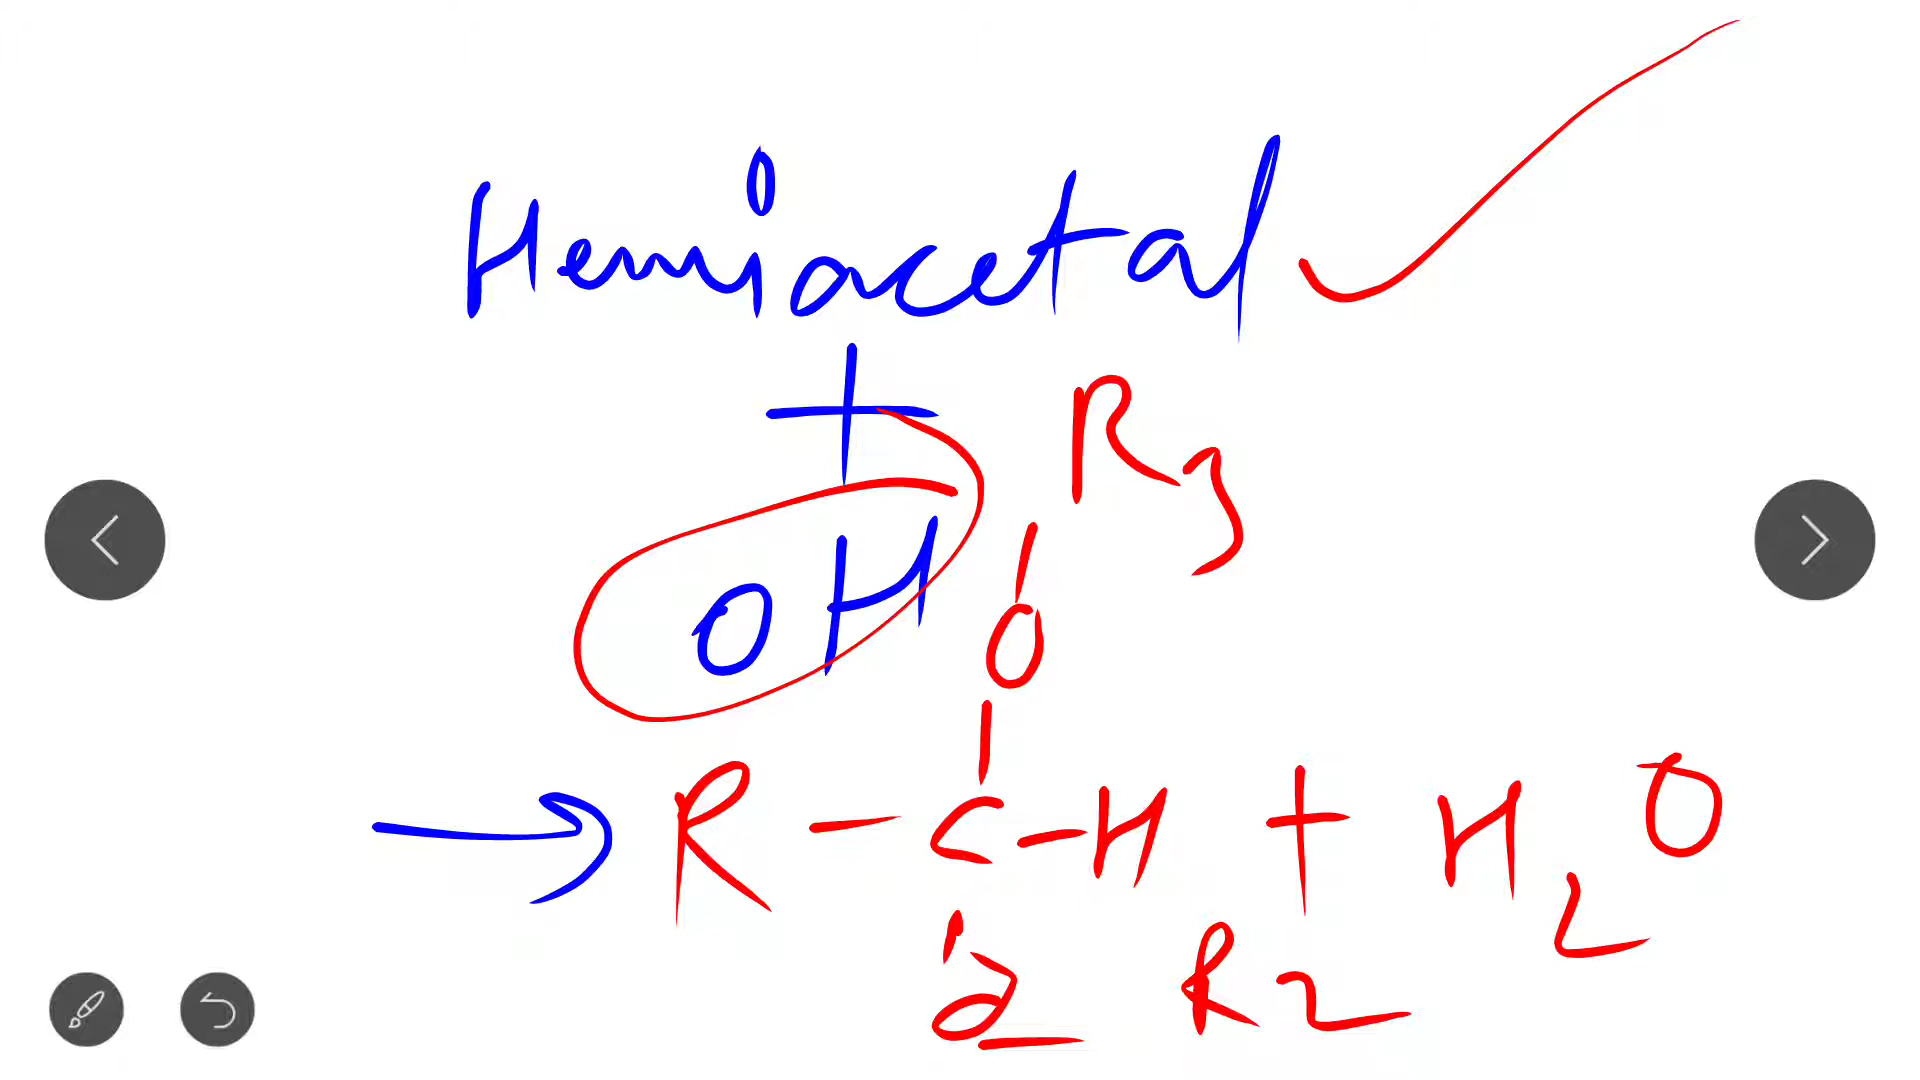 Hemiacetal
+
R3
OH
O
→ R - C - H + H2O
O - R2